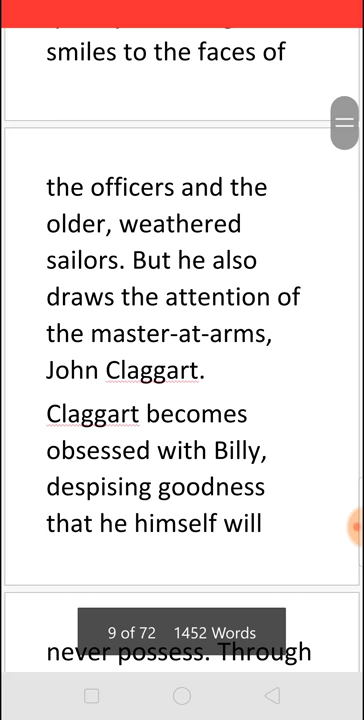 smiles to the faces of
the officers and the
older, weathered
sailors. But he also
draws the attention of
the master-at-arms,
John Claggart.
Claggart becomes
obsessed with Billy,
despising goodness
that he himself will
9 of 72 1452 Words
never possess. Through